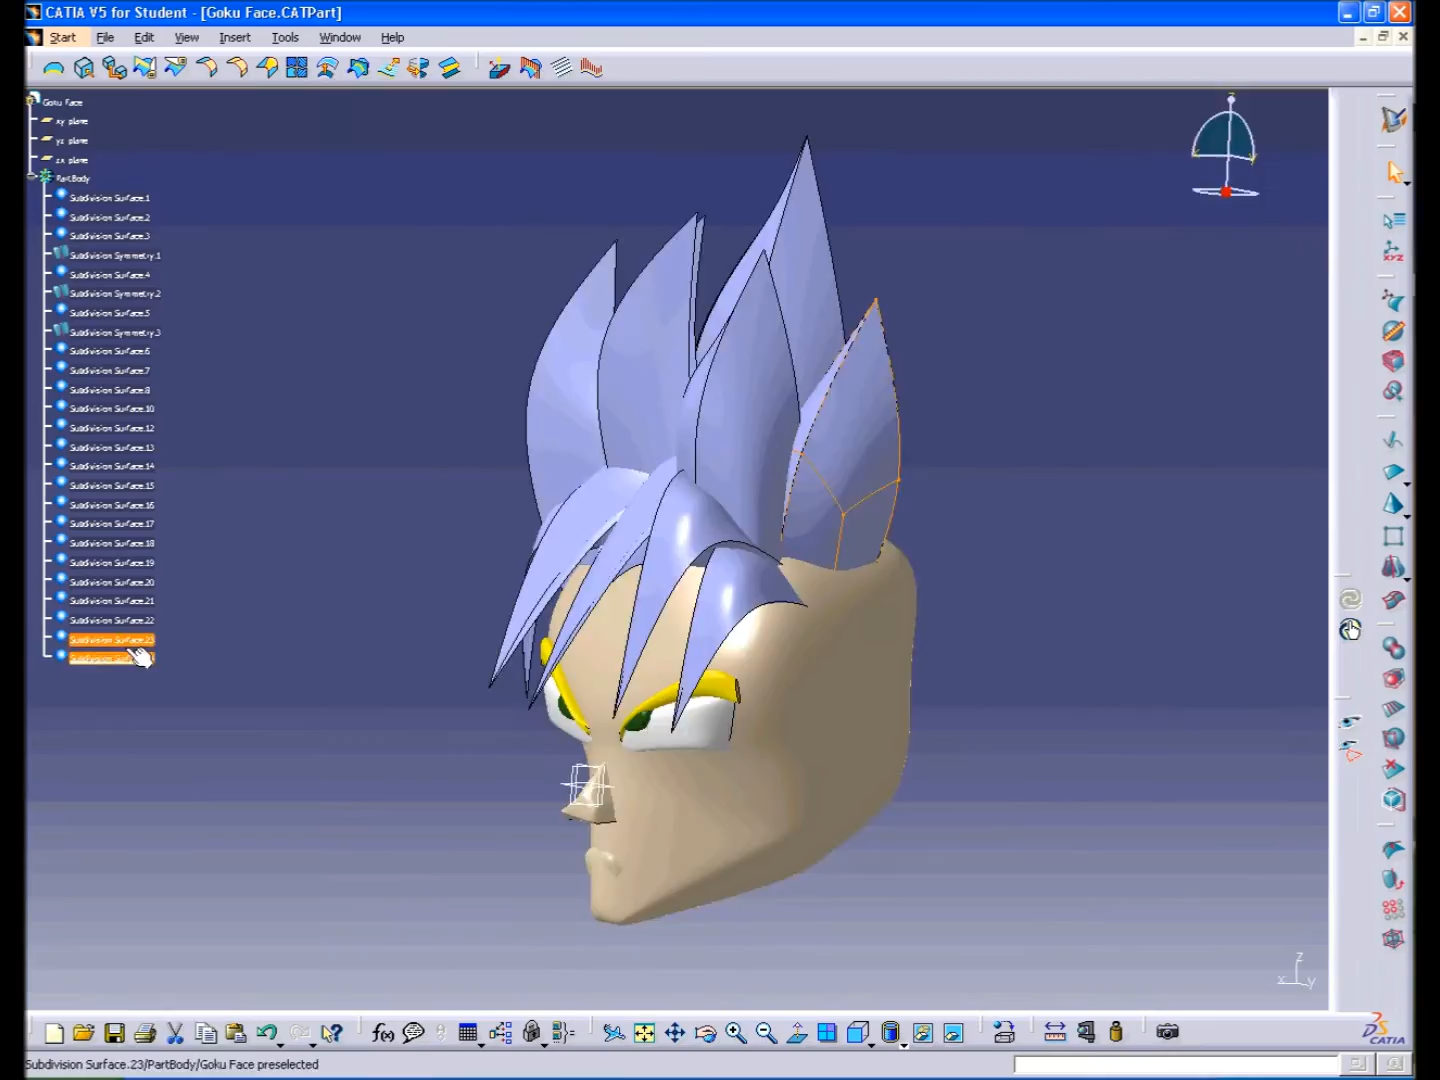 CATIA V5 for Student - [Goku Face.CATPart]
Start File Edit View Insert Tools Window Help
Goku Face
xy plane
yz plane
zx plane
PartBody
Subdivision Surface.1
Subdivision Surface.2
Subdivision Surface.3
Subdivision Symmetry.1
Subdivision Surface.4
Subdivision Symmetry.2
Subdivision Surface.5
Subdivision Symmetry.3
Subdivision Surface.6
Subdivision Surface.7
Subdivision Surface.8
Subdivision Surface.10
Subdivision Surface.12
Subdivision Surface.13
Subdivision Surface.14
Subdivision Surface.15
Subdivision Surface.16
Subdivision Surface.17
Subdivision Surface.18
Subdivision Surface.19
Subdivision Surface.20
Subdivision Surface.21
Subdivision Surface.22
Subdivision Surface.23
Subdivision
XYZ
z
x y
f(x)
CATIA
Subdivision Surface.23/PartBody/Goku Face preselected